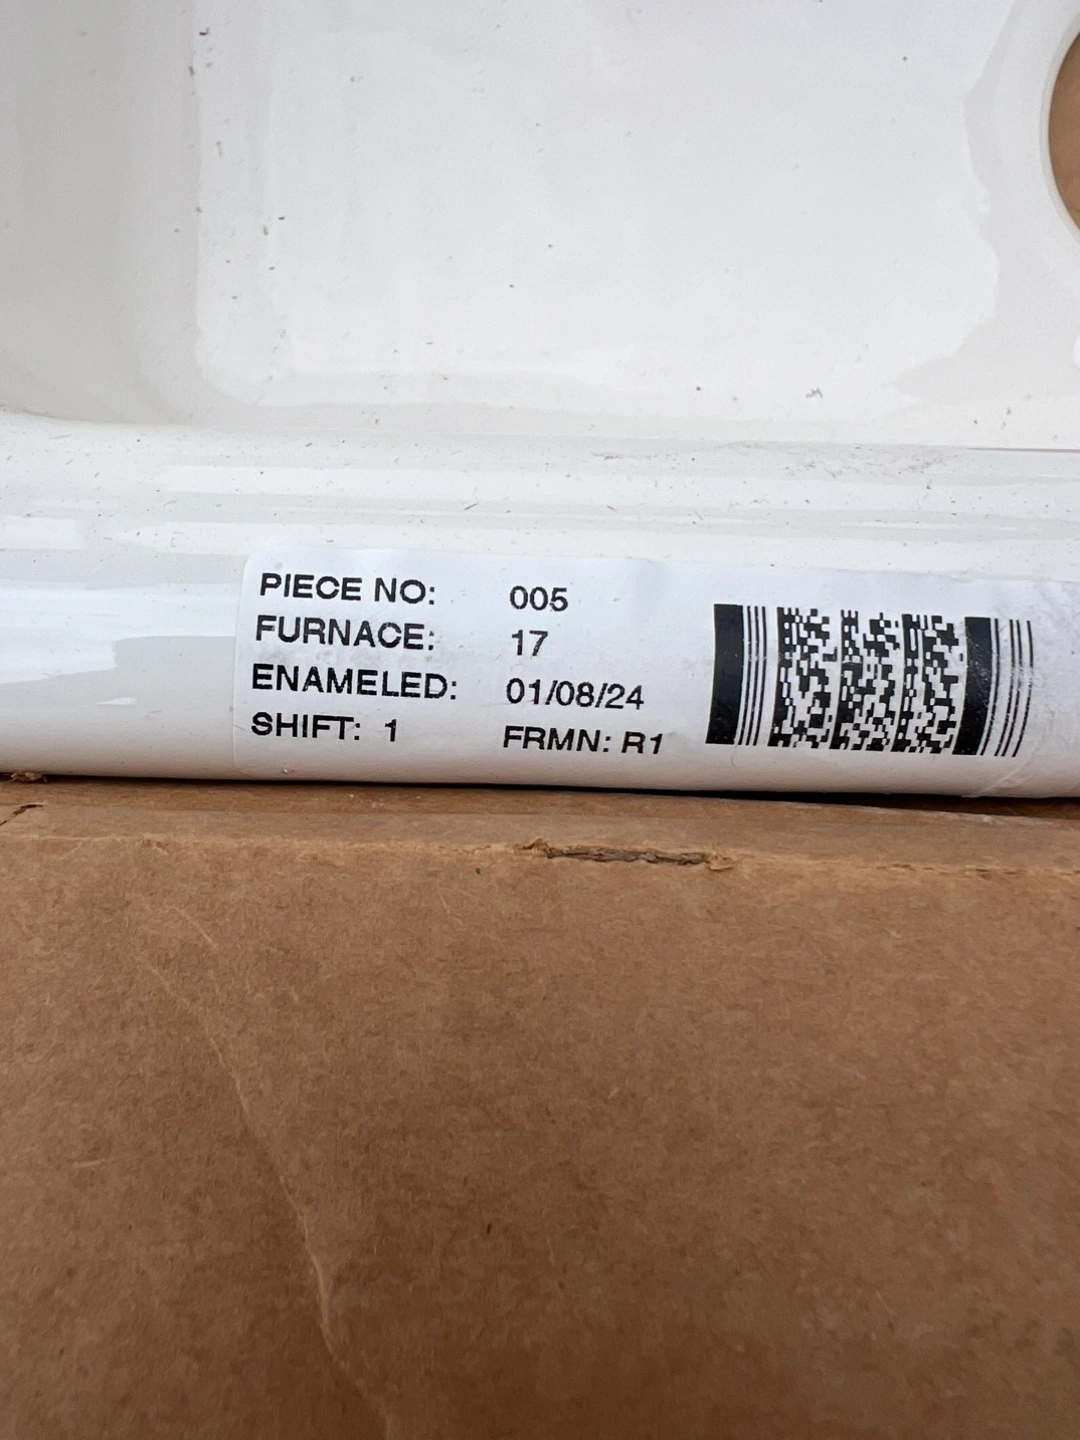 PIECE NO: 005
FURNACE: 17
ENAMELED: 01/08/24
SHIFT: 1 FRMN: R1